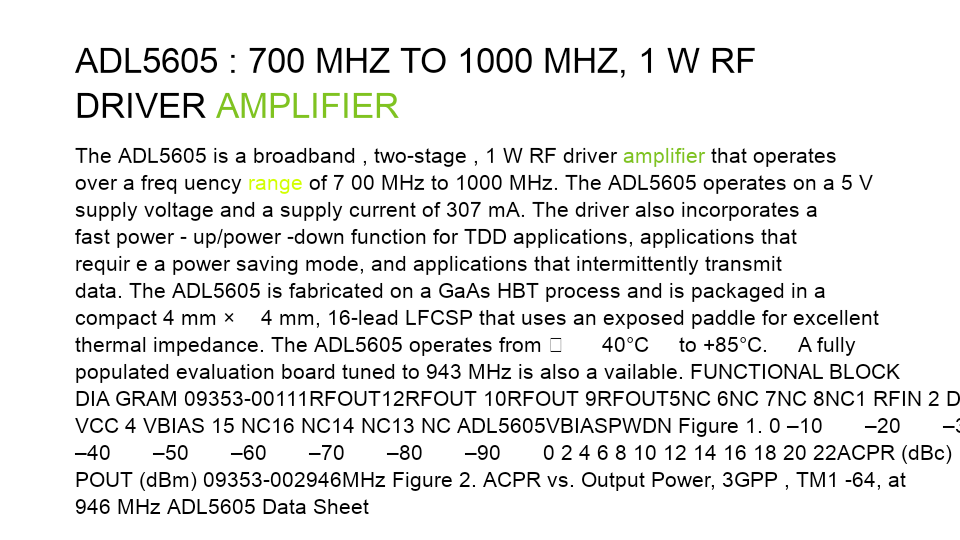 ADL5605 : 700 MHZ TO 1000 MHZ, 1 W RF
DRIVER AMPLIFIER
The ADL5605 is a broadband , two-stage , 1 W RF driver amplifier that operates
over a freq uency range of 7 00 MHz to 1000 MHz. The ADL5605 operates on a 5 V
supply voltage and a supply current of 307 mA. The driver also incorporates a
fast power - up/power -down function for TDD applications, applications that
requir e a power saving mode, and applications that intermittently transmit
data. The ADL5605 is fabricated on a GaAs HBT process and is packaged in a
compact 4 mm × 4 mm, 16-lead LFCSP that uses an exposed paddle for excellent
thermal impedance. The ADL5605 operates from 40°C to +85°C. A fully
populated evaluation board tuned to 943 MHz is also a vailable. FUNCTIONAL BLOCK
DIA GRAM 09353-00111RFOUT12RFOUT 10RFOUT 9RFOUT5NC 6NC 7NC 8NC1 RFIN 2 D
VCC 4 VBIAS 15 NC16 NC14 NC13 NC ADL5605VBIASPWDN Figure 1. 0 –10 –20
–40 –50 –60 –70 –80 –90 0 2 4 6 8 10 12 14 16 18 20 22ACPR (dBc)
POUT (dBm) 09353-002946MHz Figure 2. ACPR vs. Output Power, 3GPP , TM1 -64, at
946 MHz ADL5605 Data Sheet